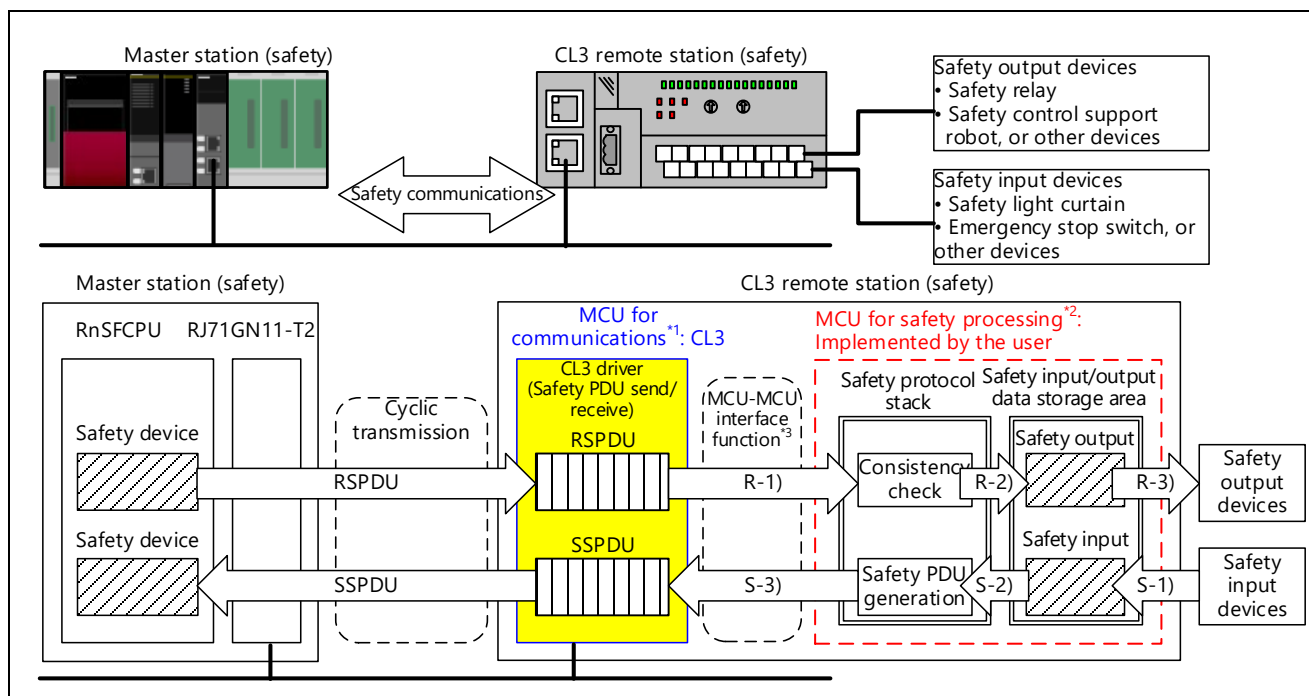 Master station (safety)
CL3 remote station (safety)
Safety communications
Safety output devices
• Safety relay
• Safety control support
robot, or other devices
Safety input devices
• Safety light curtain
• Emergency stop switch, or
other devices
Master station (safety)
CL3 remote station (safety)
RnSFCPU
RJ71GN11-T2
MCU for
communications*1: CL3
MCU for safety processing*2:
Implemented by the user
Cyclic
transmission
CL3 driver
(Safety PDU send/
receive)
MCU-MCU
interface
function*3
Safety protocol
stack
Safety input/output
data storage area
Safety device
RSPDU
RSPDU
R-1)
Consistency
check
R-2)
Safety output
R-3)
Safety
output
devices
Safety device
SSPDU
SSPDU
S-3)
Safety PDU
generation
S-2)
Safety input
S-1)
Safety
input
devices